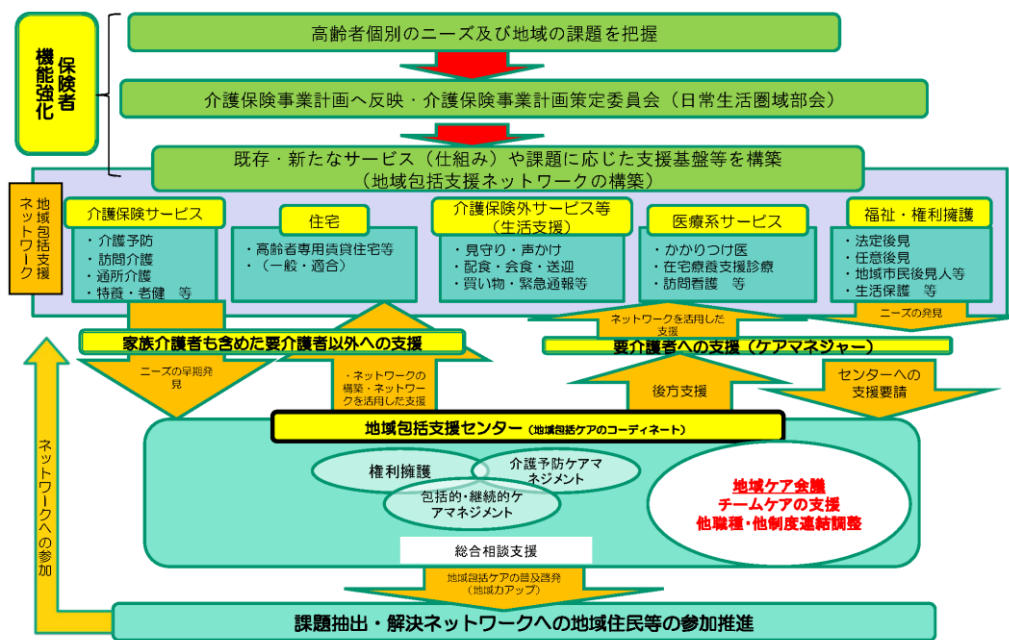 保険者
機能強化
高齢者個別のニーズ及び地域の課題を把握
介護保険事業計画へ反映・介護保険事業計画策定委員会（日常生活圏域部会）
既存・新たなサービス（仕組み）や課題に応じた支援基盤等を構築
（地域包括支援ネットワークの構築）
地域包括支援
ネットワーク
介護保険サービス
・介護予防
・訪問介護
・通所介護
・特養・老健　等
住宅
・高齢者専用賃貸住宅等
・（一般・適合）
介護保険外サービス等
（生活支援）
・見守り・声かけ
・配食・会食・送迎
・買い物・緊急通報等
医療系サービス
・かかりつけ医
・在宅療養支援診療
・訪問看護　等
福祉・権利擁護
・法定後見
・任意後見
・地域市民後見人等
・生活保護　等
ネットワークを活用した
支援
ニーズの発見
家族介護者も含めた要介護者以外への支援
要介護者への支援（ケアマネジャー）
ニーズの早期発
見
・ネットワークの
構築・ネットワー
クを活用した支援
後方支援
センターへの
支援要請
地域包括支援センター（地域包括ケアのコーディネート）
権利擁護
介護予防ケアマ
ネジメント
包括的・継続的ケ
アマネジメント
地域ケア会議
チームケアの支援
他職種・他制度連結調整
総合相談支援
ネットワークへの参加
地域包括ケアの普及啓発
（地域力アップ）
課題抽出・解決ネットワークへの地域住民等の参加推進